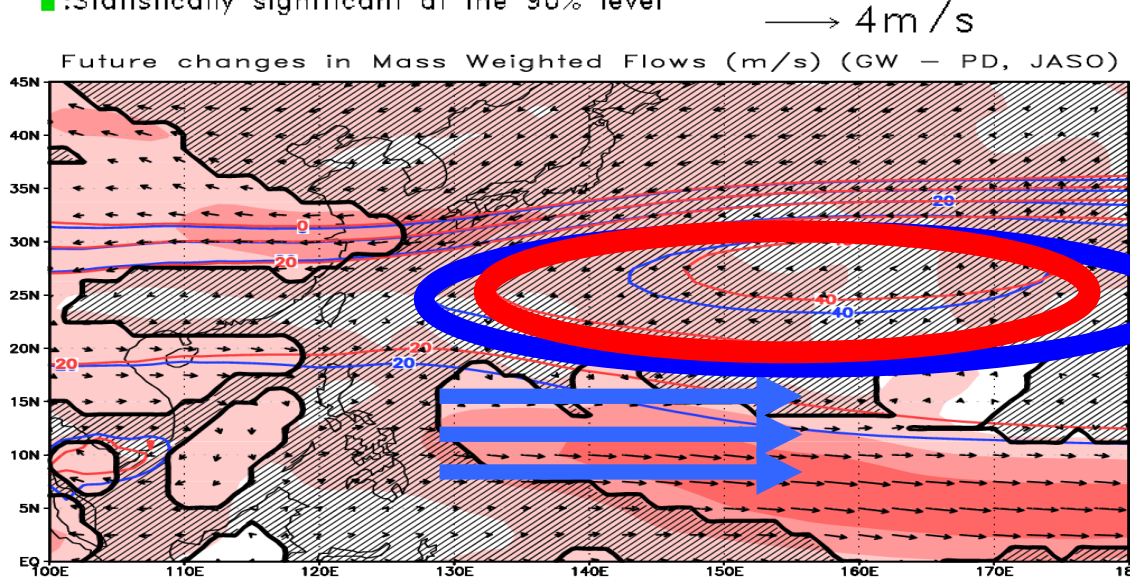 :Statistically significant at the 90% level
4m/s
Future changes in Mass Weighted Flows (m/s) (GW – PD, JASO)
45N
40N
35N
30N
25N
20N
15N
10N
5N
EQ
0
20
20
40
40
20
20
20
100E 110E 120E 130E 140E 150E 160E 170E 18